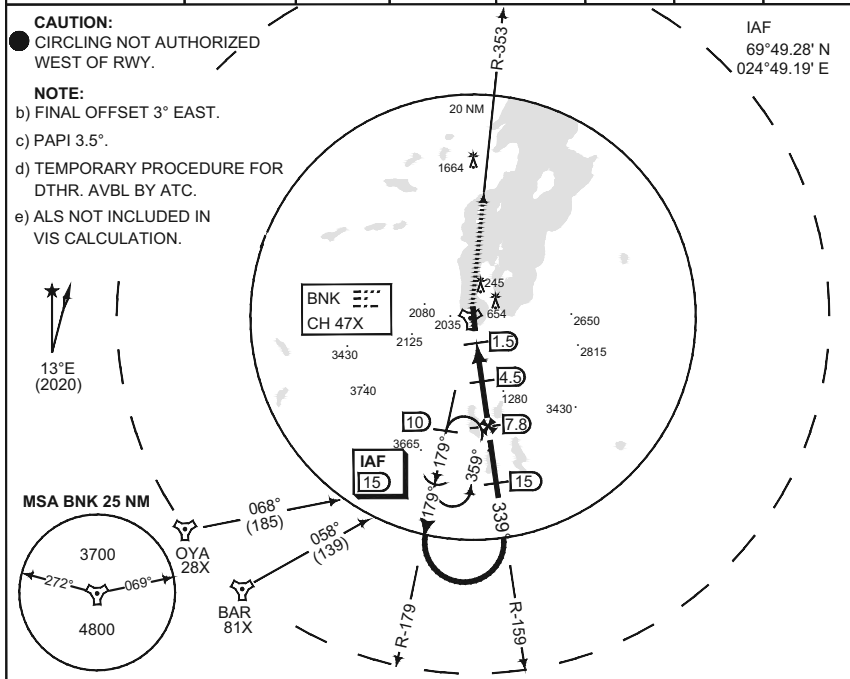 CAUTION:
CIRCLING NOT AUTHORIZED
WEST OF RWY.
NOTE:
b) FINAL OFFSET 3° EAST.
c) PAPI 3.5°.
d) TEMPORARY PROCEDURE FOR
DTHR. AVBL BY ATC.
e) ALS NOT INCLUDED IN
VIS CALCULATION.
IAF
69°49.28' N
024°49.19' E
R-353
20 NM
1664
245
654
BNK
CH 47X
2080
2035
2125
3430
3740
2650
2815
3430
1280
1.5
4.5
7.8
10
3665
IAF
15
15
179°
359°
179°
339°
13°E
(2020)
068°
(185)
OYA
28X
058°
(139)
BAR
81X
R-179
R-159
MSA BNK 25 NM
3700
272°
069°
4800